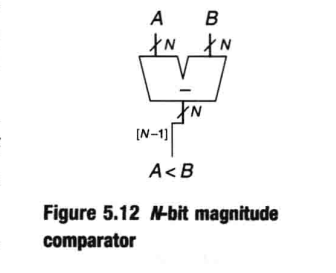 A B
N N
–
N
[N–1]
A < B
Figure 5.12 N-bit magnitude
comparator